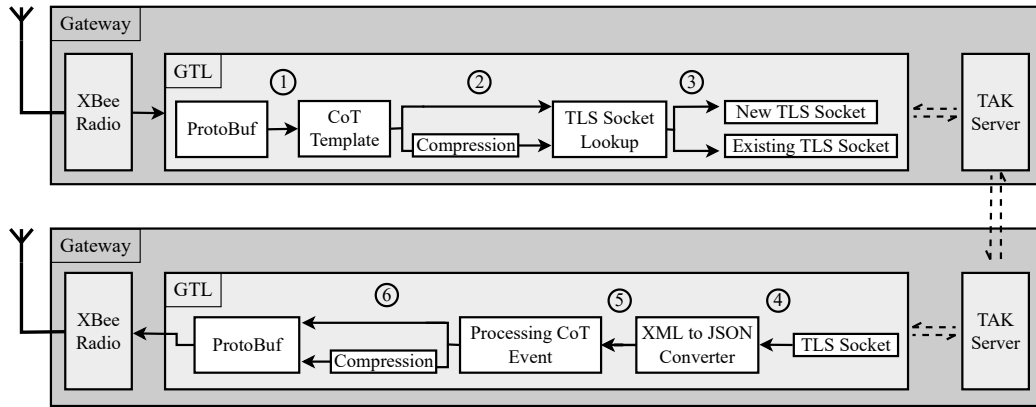 Gateway
XBee
Radio
GTL
ProtoBuf
1
CoT
Template
2
Compression
TLS Socket
Lookup
3
New TLS Socket
Existing TLS Socket
TAK
Server
Gateway
XBee
Radio
GTL
ProtoBuf
6
Compression
Processing CoT
Event
5
XML to JSON
Converter
4
TLS Socket
TAK
Server